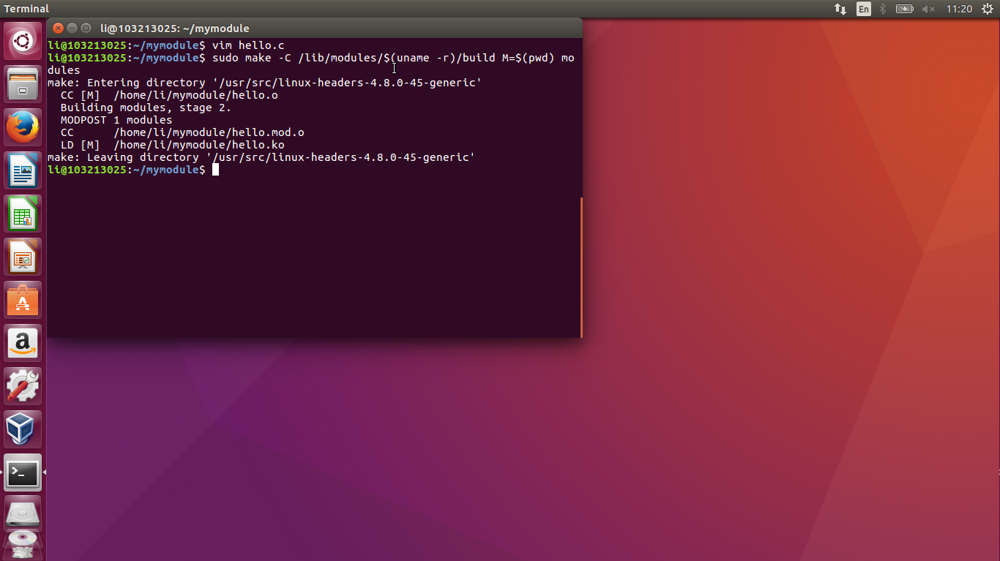 Terminal
En
11:20
li@103213025: ~/mymodule
li@103213025:~/mymodule$ vim hello.c
li@103213025:~/mymodule$ sudo make -C /lib/modules/$(uname -r)/build M=$(pwd) mo
dules
make: Entering directory '/usr/src/linux-headers-4.8.0-45-generic'
  CC [M]  /home/li/mymodule/hello.o
  Building modules, stage 2.
  MODPOST 1 modules
  CC      /home/li/mymodule/hello.mod.o
  LD [M]  /home/li/mymodule/hello.ko
make: Leaving directory '/usr/src/linux-headers-4.8.0-45-generic'
li@103213025:~/mymodule$